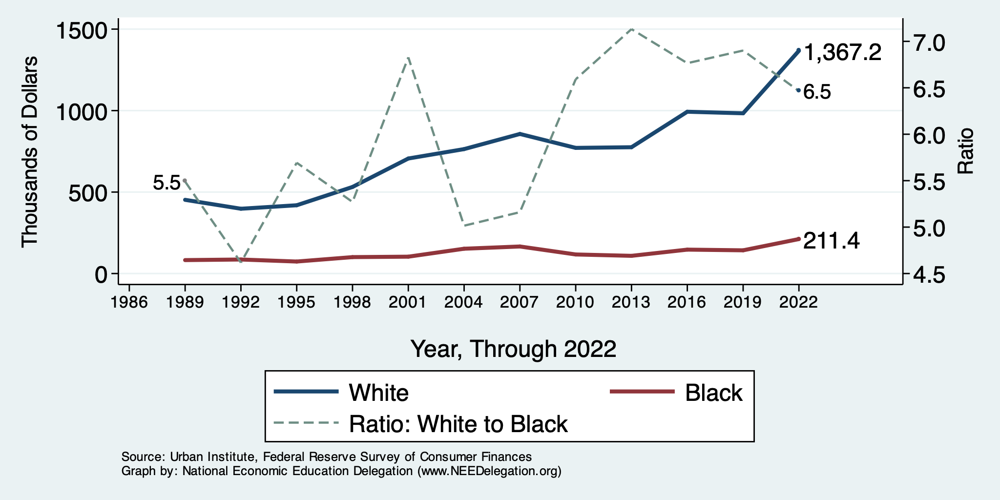 1500
1000
500
0
Thousands of Dollars
7.0
6.5
6.0
5.5
5.0
4.5
Ratio
5.5
1,367.2
6.5
211.4
1986 1989 1992 1995 1998 2001 2004 2007 2010 2013 2016 2019 2022
Year, Through 2022
White Black
Ratio: White to Black
Source: Urban Institute, Federal Reserve Survey of Consumer Finances
Graph by: National Economic Education Delegation (www.NEEDelegation.org)